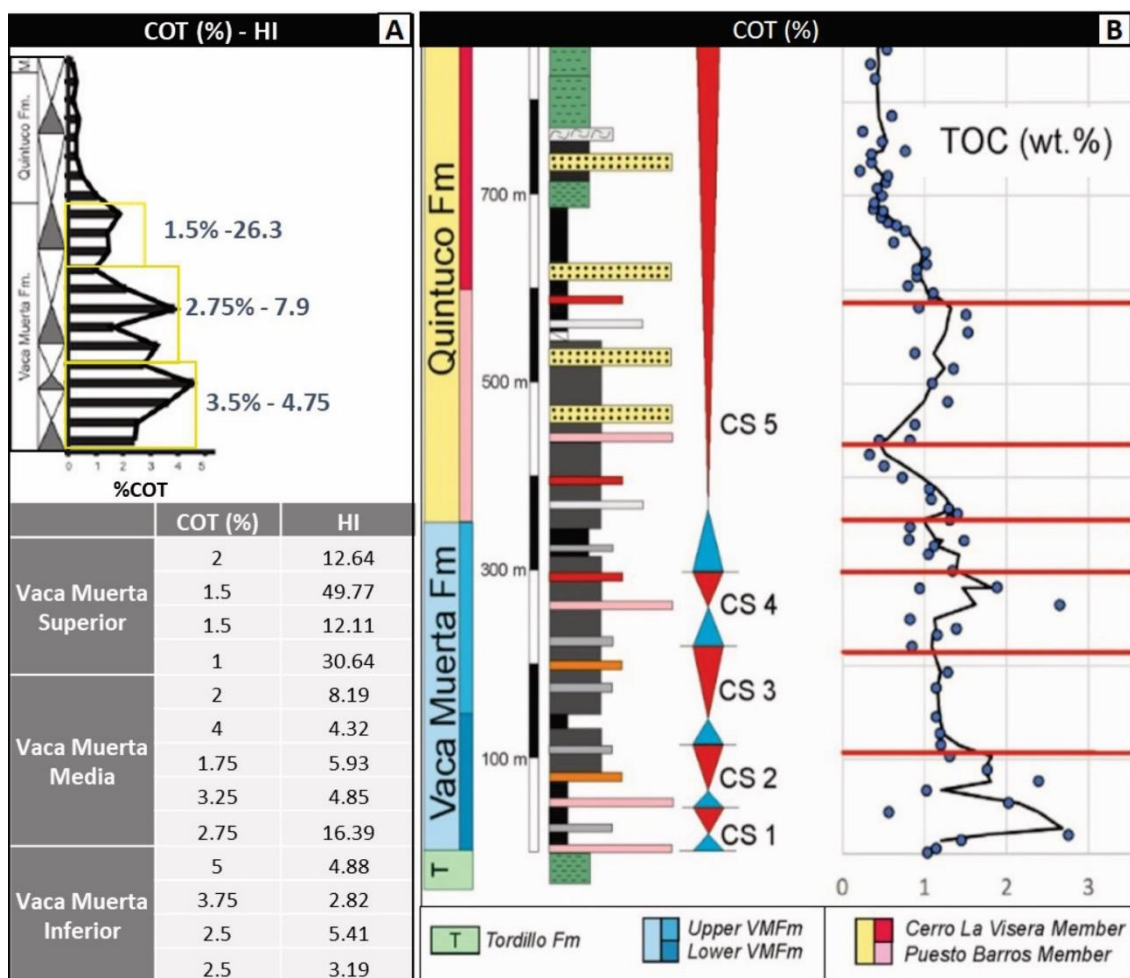 COT (%) - HI
A
M
Quintuco Fm.
Vaca Muerta Fm.
1.5% -26.3
2.75% - 7.9
3.5% - 4.75
0 1 2 3 4 5
%COT
COT (%) HI
Vaca Muerta Superior
2 12.64
1.5 49.77
1.5 12.11
1 30.64
Vaca Muerta Media
2 8.19
4 4.32
1.75 5.93
3.25 4.85
2.75 16.39
Vaca Muerta Inferior
5 4.88
3.75 2.82
2.5 5.41
2.5 3.19
COT (%)
B
Quintuco Fm
Vaca Muerta Fm
T
700 m
500 m
300 m
100 m
CS 5
CS 4
CS 3
CS 2
CS 1
TOC (wt.%)
0 1 2 3
T Tordillo Fm
Upper VMFm
Lower VMFm
Cerro La Visera Member
Puesto Barros Member